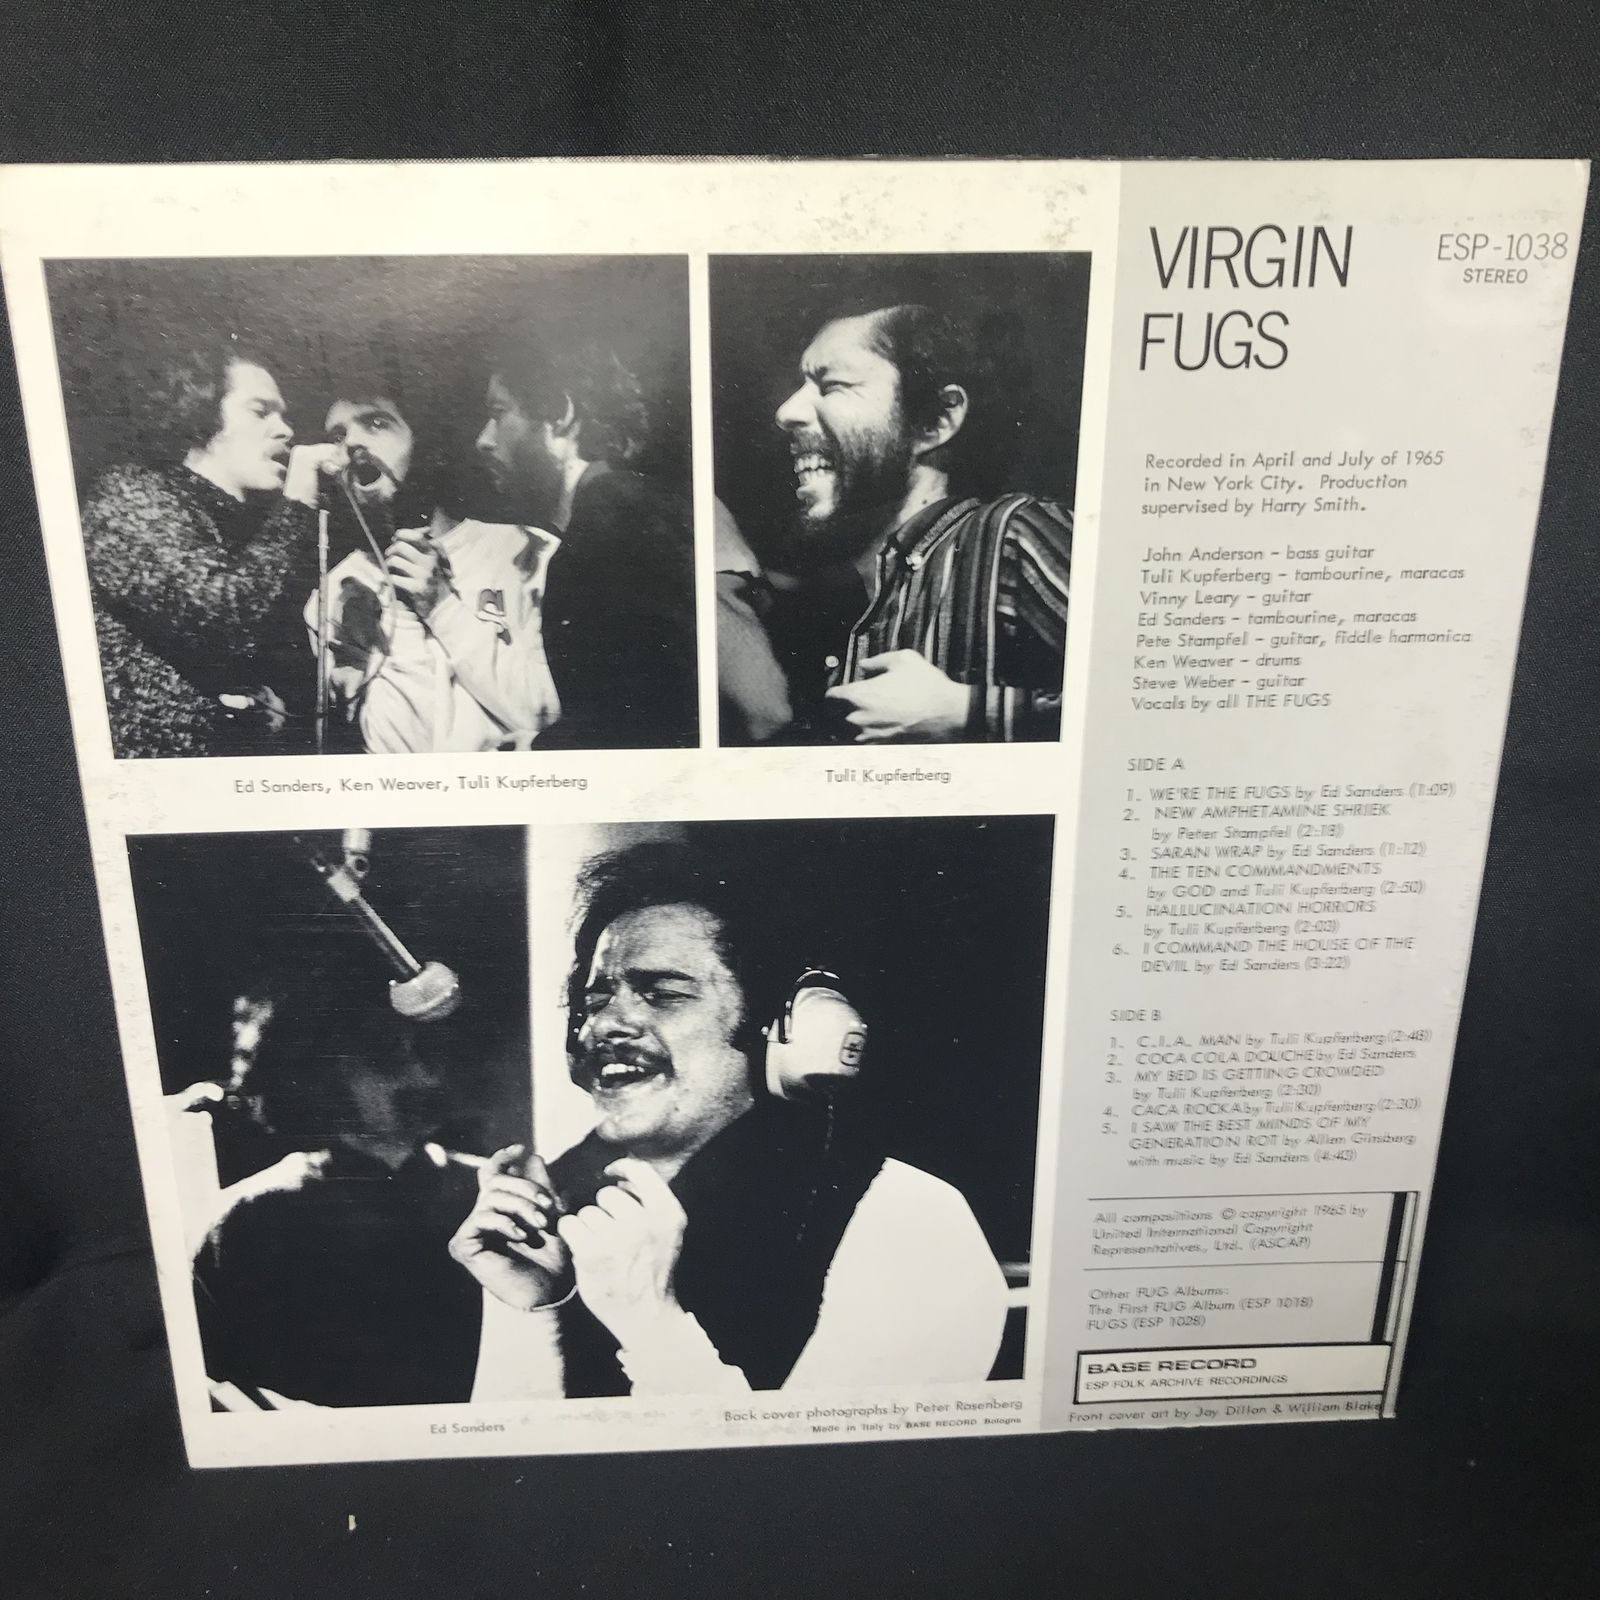 VIRGIN
FUGS
ESP-1038
STEREO
Recorded in April and July of 1965
in New York City. Production
supervised by Harry Smith.
John Anderson - bass guitar
Tuli Kupferberg - tambourine, maracas
Vinny Leary - guitar
Ed Sanders - tambourine, maracas
Pete Stampfel - guitar, fiddle harmonica
Ken Weaver - drums
Steve Weber - guitar
Vocals by all THE FUGS
SIDE A
1. WE'RE THE FUGS by Ed Sanders (1:09)
2. NEW AMPHETAMINE SHRIEK
by Peter Stampfel (2:18)
3. SARAN WRAP by Ed Sanders (1:12)
4. THE TEN COMMANDMENTS
by GOD and Tuli Kupferberg (2:50)
5. HALLUCINATION HORRORS
by Tuli Kupferberg (2:03)
6. I COMMAND THE HOUSE OF THE
DEVIL by Ed Sanders (3:22)
SIDE B
1. C.I.A. MAN by Tuli Kupferberg (2:48)
2. COCA COLA DOUCHE by Ed Sanders
3. MY BED IS GETTING CROWDED
by Tuli Kupferberg (2:30)
4. CACA ROCKA by Tuli Kupferberg (2:30)
5. I SAW THE BEST MINDS OF MY
GENERATION ROT by Allen Ginsberg
with music by Ed Sanders (4:43)
All compositions © copyright 1965 by
United International Copyright
Representatives, Ltd. (ASCAP)
Other FUG Albums:
The First FUG Album (ESP 1018)
FUGS (ESP 1028)
BASE RECORD
ESP FOLK ARCHIVE RECORDINGS
Front cover art by Jay Dillon & William Blake
Ed Sanders, Ken Weaver, Tuli Kupferberg
Tuli Kupferberg
Ed Sanders
Back cover photographs by Peter Rosenberg
Made in Italy by BASE RECORD Bologna